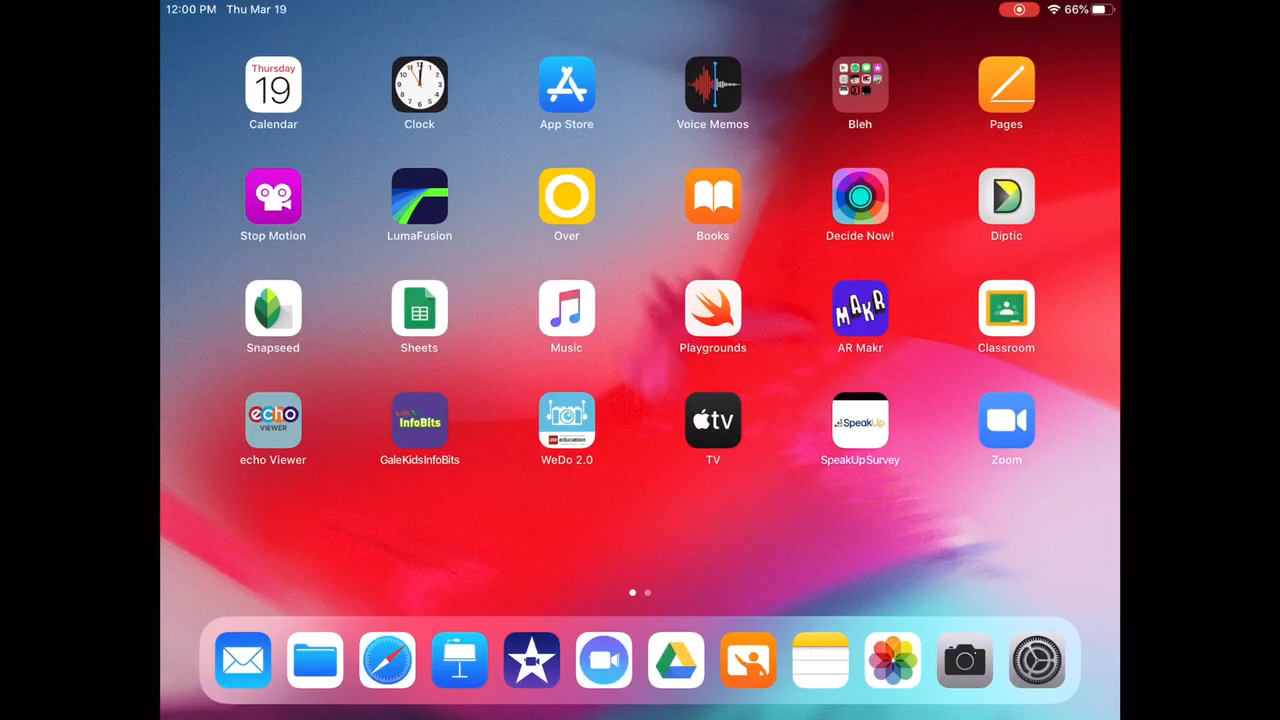 12:00 PM Thu Mar 19 66%
Thursday
19
Calendar Clock App Store Voice Memos Bleh Pages
Stop Motion LumaFusion Over Books Decide Now! Diptic
MAKR
Snapseed Sheets Music Playgrounds AR Makr Classroom
echo
VIEWER
Kids
InfoBits
education
tv
SpeakUp
echo Viewer GaleKidsInfoBits WeDo 2.0 TV SpeakUpSurvey Zoom